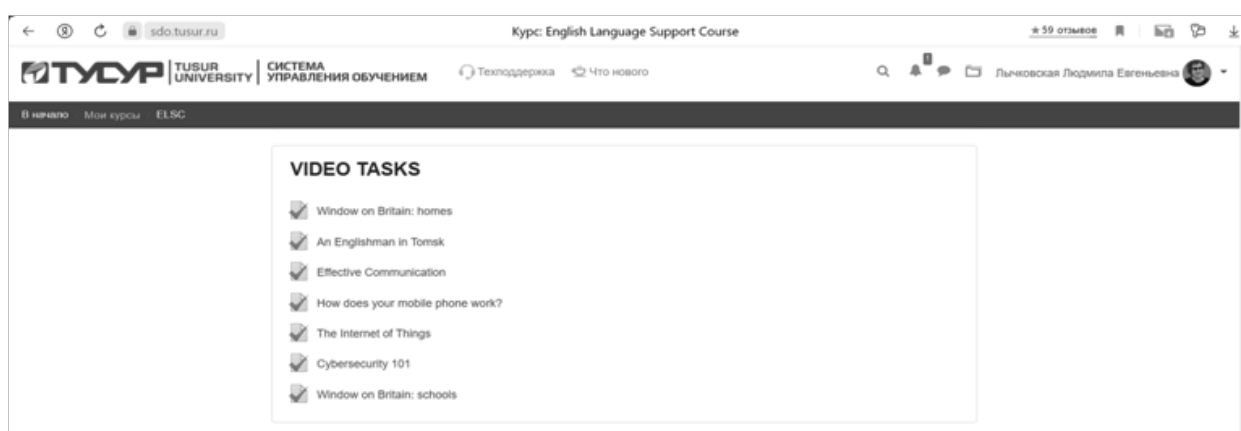 sdo.tusur.ru
Курс: English Language Support Course
★ 59 отзывов
ТУСУР
TUSUR
UNIVERSITY
СИСТЕМА
УПРАВЛЕНИЯ ОБУЧЕНИЕМ
Техподдержка
Что нового
Лычковская Людмила Евгеньевна
В начало
Мои курсы
ELSC
VIDEO TASKS
Window on Britain: homes
An Englishman in Tomsk
Effective Communication
How does your mobile phone work?
The Internet of Things
Cybersecurity 101
Window on Britain: schools